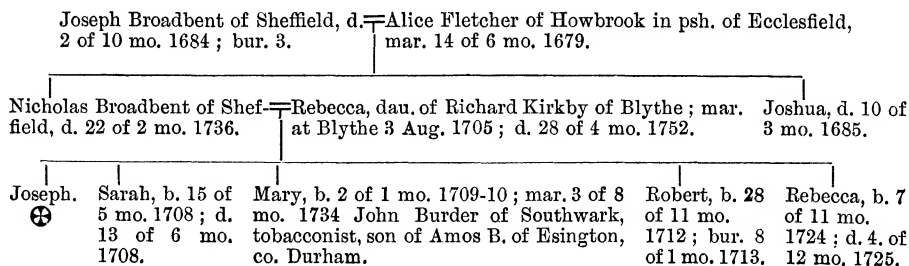 Joseph Broadbent of Sheffield, d.
2 of 10 mo. 1684 ; bur. 3.
Alice Fletcher of Howbrook in psh. of Ecclesfield,
mar. 14 of 6 mo. 1679.
Nicholas Broadbent of Shef-
field, d. 22 of 2 mo. 1736.
Rebecca, dau. of Richard Kirkby of Blythe ; mar.
at Blythe 3 Aug. 1705 ; d. 28 of 4 mo. 1752.
Joshua, d. 10 of
3 mo. 1685.
Joseph.
Sarah, b. 15 of
5 mo. 1708 ; d.
13 of 6 mo.
1708.
Mary, b. 2 of 1 mo. 1709-10 ; mar. 3 of 8
mo. 1734 John Burder of Southwark,
tobacconist, son of Amos B. of Esington,
co. Durham.
Robert, b. 28
of 11 mo.
1712 ; bur. 8
of 1 mo. 1713.
Rebecca, b. 7
of 11 mo.
1724 ; d. 4. of
12 mo. 1725.